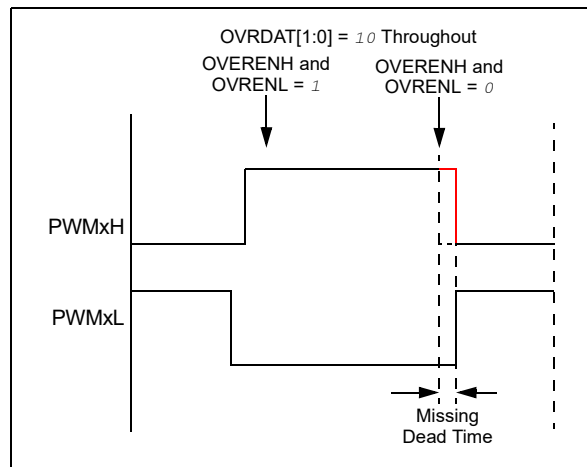 OVRDAT[1:0] = 10 Throughout
OVERENH and
OVRENL = 1
OVERENH and
OVRENL = 0
PWMxH
PWMxL
Missing
Dead Time